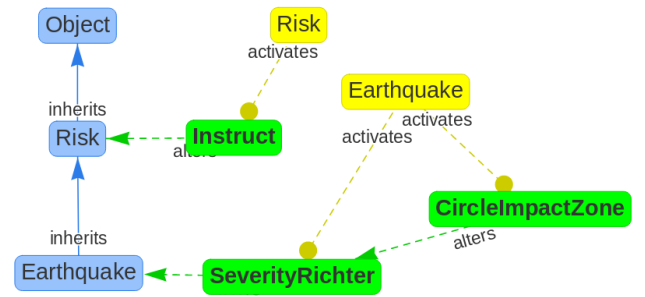 Object
Risk
activates
Earthquake
inherits
activates
activates
Risk
Instruct
alters
CircleImpactZone
inherits
alters
Earthquake
SeverityRichter